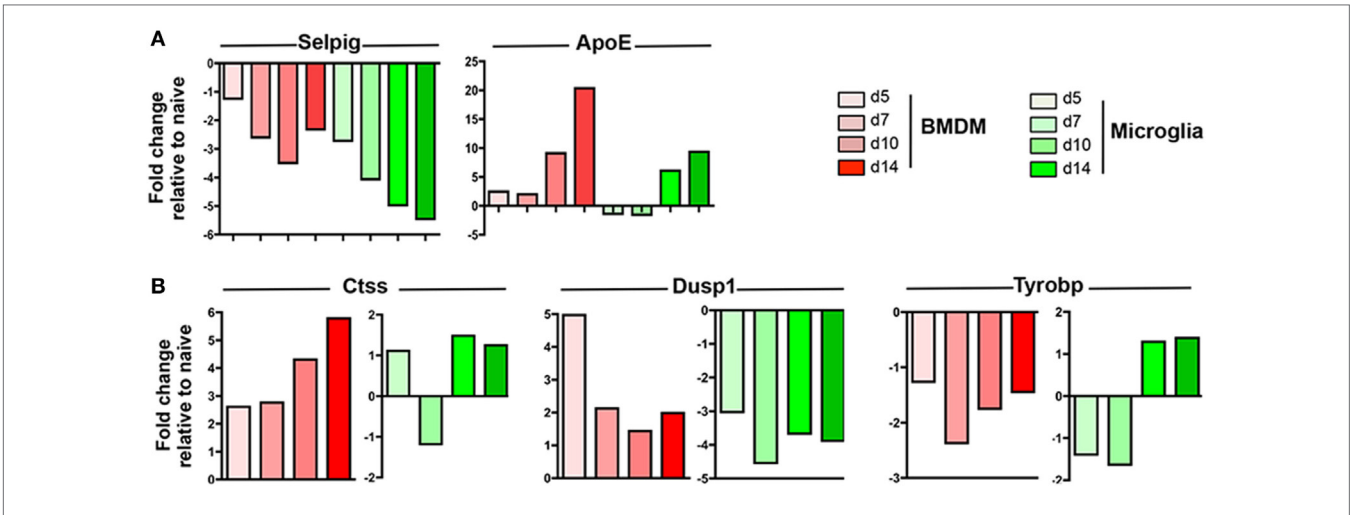 A
Selpig
ApoE
Fold change
relative to naive
0
-1
-2
-3
-4
-5
-6
25
20
15
10
5
0
-5
d5
d7
d10
d14
BMDM
d5
d7
d10
d14
Microglia
B
Ctss
Dusp1
Tyrobp
Fold change
relative to naive
6
5
4
3
2
1
0
2
1
0
-1
-2
5
4
3
2
1
0
0
-1
-2
-3
-4
-5
-0
-1
-2
-3
2
1
0
-1
-2